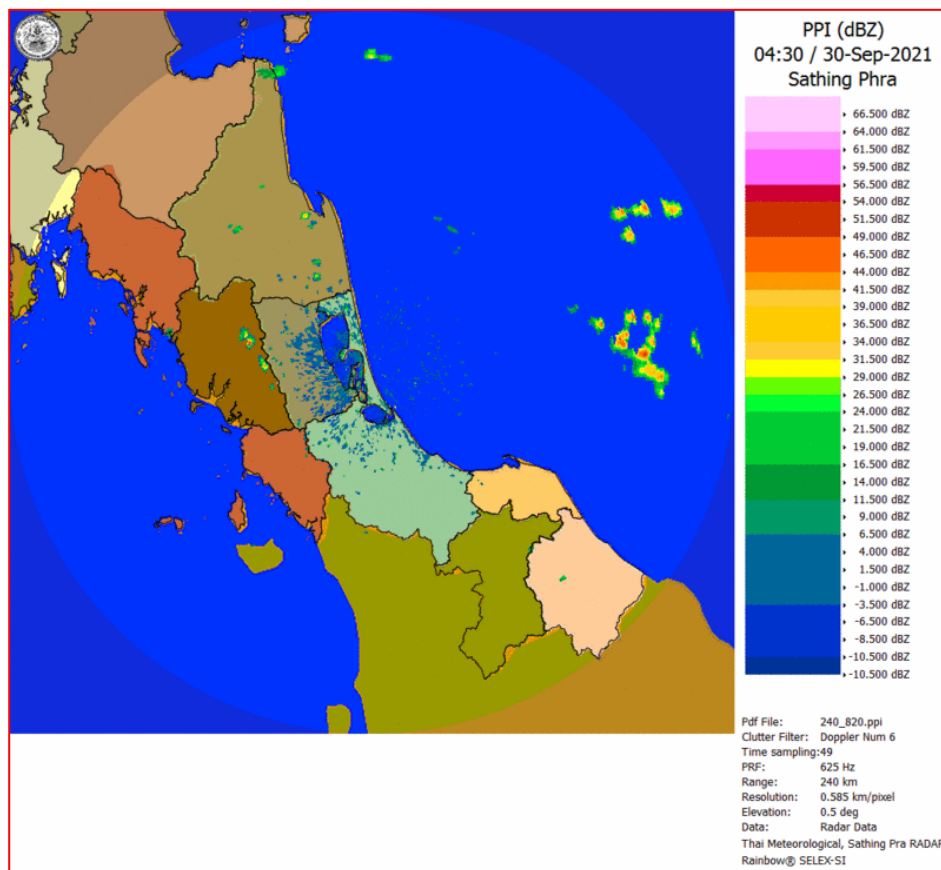 PPI (dBZ)
04:30 / 30-Sep-2021
Sathing Phra
66.500 dBZ
64.000 dBZ
61.500 dBZ
59.500 dBZ
56.500 dBZ
54.000 dBZ
51.500 dBZ
49.000 dBZ
46.500 dBZ
44.000 dBZ
41.500 dBZ
39.000 dBZ
36.500 dBZ
34.000 dBZ
31.500 dBZ
29.000 dBZ
26.500 dBZ
24.000 dBZ
21.500 dBZ
19.000 dBZ
16.500 dBZ
14.000 dBZ
11.500 dBZ
9.000 dBZ
6.500 dBZ
4.000 dBZ
1.500 dBZ
-1.000 dBZ
-3.500 dBZ
-6.500 dBZ
-8.500 dBZ
-10.500 dBZ
-10.500 dBZ
Pdf File: 240_820.ppi
Clutter Filter: Doppler Num 6
Time sampling:49
PRF: 625 Hz
Range: 240 km
Resolution: 0.585 km/pixel
Elevation: 0.5 deg
Data: Radar Data
Thai Meteorological, Sathing Pra RADAR
Rainbow® SELEX-SI